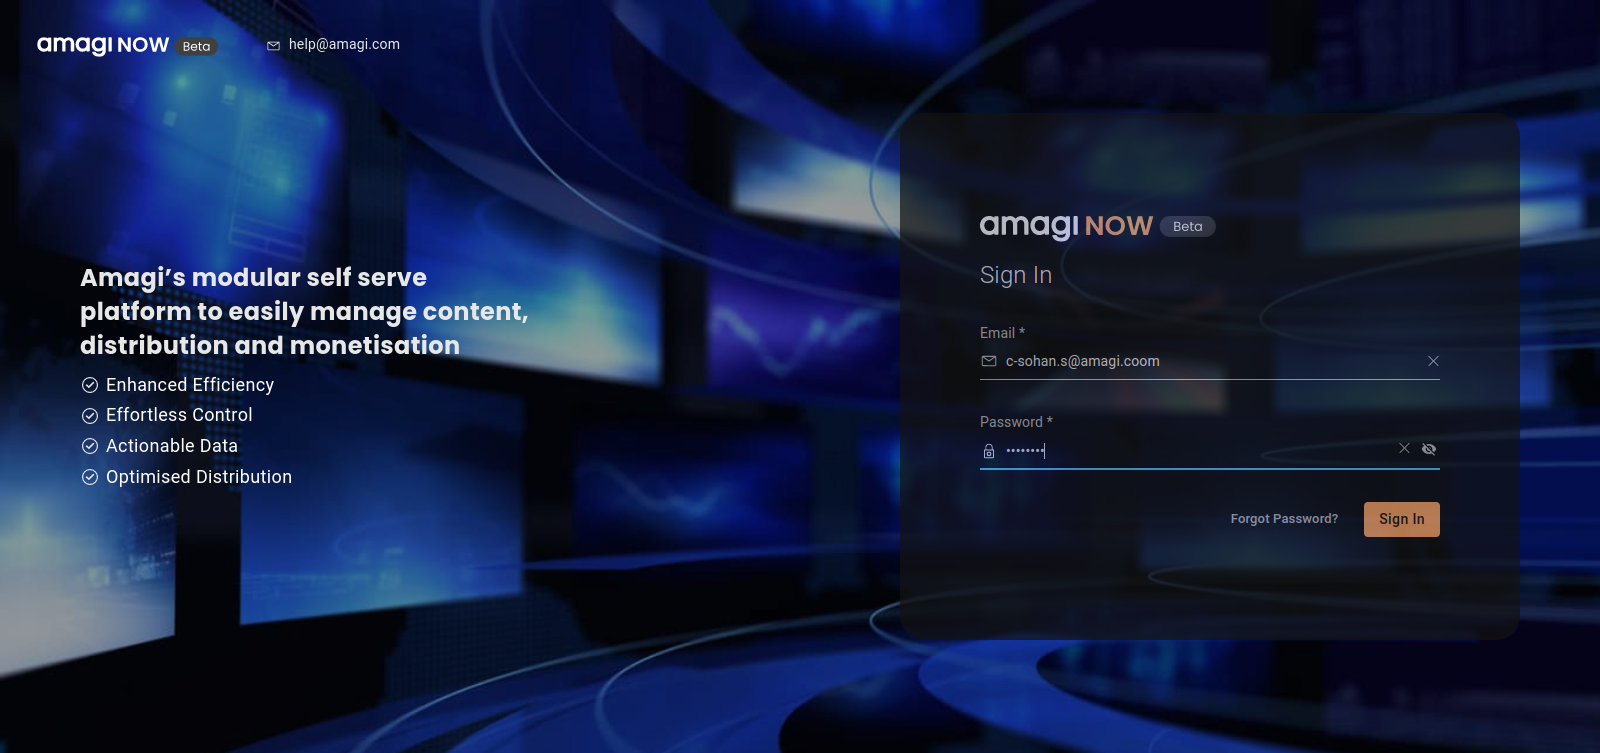 amagi NOW Beta
help@amagi.com
Amagi’s modular self serve
platform to easily manage content,
distribution and monetisation
Enhanced Efficiency
Effortless Control
Actionable Data
Optimised Distribution
amagi NOW Beta
Sign In
Email *
c-sohan.s@amagi.coom
Password *
••••••••
Forgot Password?
Sign In